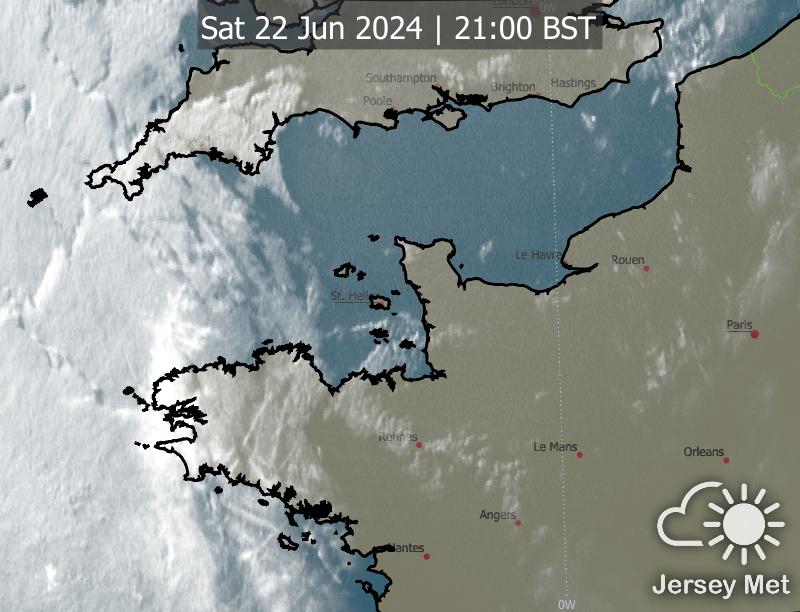 London
0W
Sat 22 Jun 2024 | 21:00 BST
Southampton
Brighton
Hastings
Poole
Le Havre
Rouen
St. Helier
Paris
Rennes
Le Mans
Orleans
Angers
Nantes
0W
Jersey Met